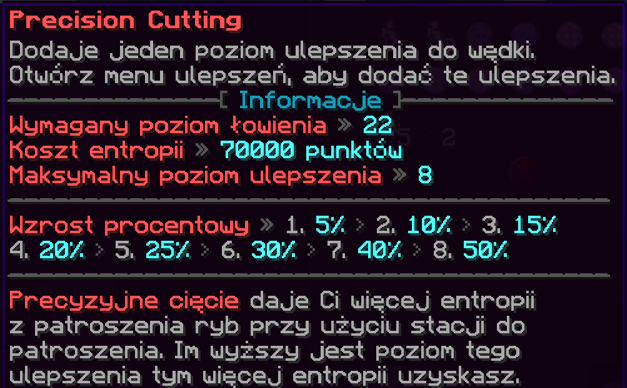 Precision Cutting
Dodaje jeden poziom ulepszenia do wędki.
Otwórz menu ulepszeń, aby dodać te ulepszenia.
[ Informacje ]
Wymagany poziom łowienia » 22
Koszt entropii » 70000 punktów
Maksymalny poziom ulepszenia » 8
Wzrost procentowy » 1. 5% > 2. 10% > 3. 15%
4. 20% > 5. 25% > 6. 30% > 7. 40% > 8. 50%
Precyzyjne cięcie daje Ci więcej entropii
z patroszenia ryb przy użyciu stacji do
patroszenia. Im wyższy jest poziom tego
ulepszenia tym więcej entropii uzyskasz.